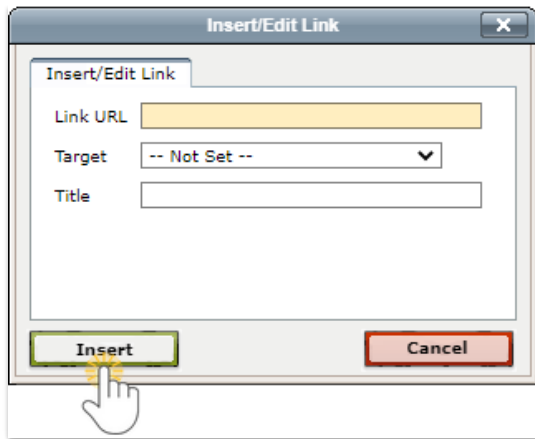 Insert/Edit Link
Insert/Edit Link
Link URL
Target -- Not Set --
Title
Insert Cancel